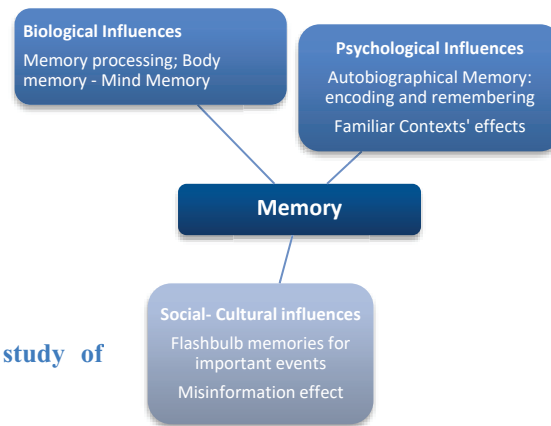 Biological Influences
Memory processing; Body
memory - Mind Memory
Psychological Influences
Autobiographical Memory:
encoding and remembering
Familiar Contexts' effects
Memory
Social- Cultural influences
Flashbulb memories for
important events
Misinformation effect
study of